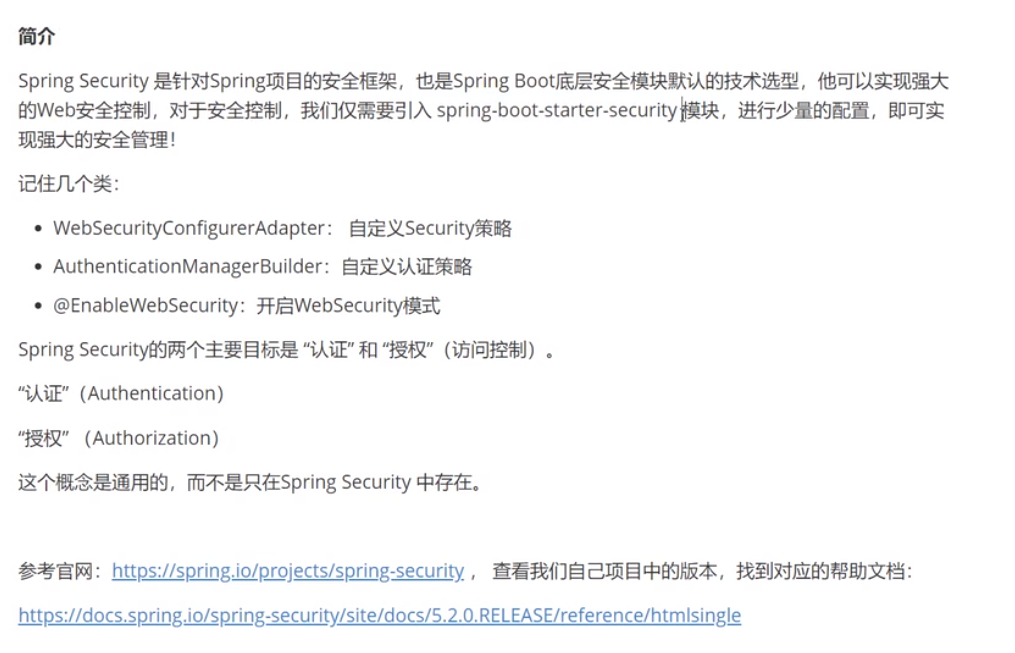 简介
Spring Security 是针对Spring项目的安全框架，也是Spring Boot底层安全模块默认的技术选型，他可以实现强大
的Web安全控制，对于安全控制，我们仅需要引入 spring-boot-starter-security 模块，进行少量的配置，即可实
现强大的安全管理！
记住几个类：
• WebSecurityConfigurerAdapter： 自定义Security策略
• AuthenticationManagerBuilder：自定义认证策略
• @EnableWebSecurity：开启WebSecurity模式
Spring Security的两个主要目标是 “认证” 和 “授权”（访问控制）。
“认证”（Authentication）
“授权” （Authorization）
这个概念是通用的，而不是只在Spring Security 中存在。
参考官网：https://spring.io/projects/spring-security ， 查看我们自己项目中的版本，找到对应的帮助文档：
https://docs.spring.io/spring-security/site/docs/5.2.0.RELEASE/reference/htmlsingle